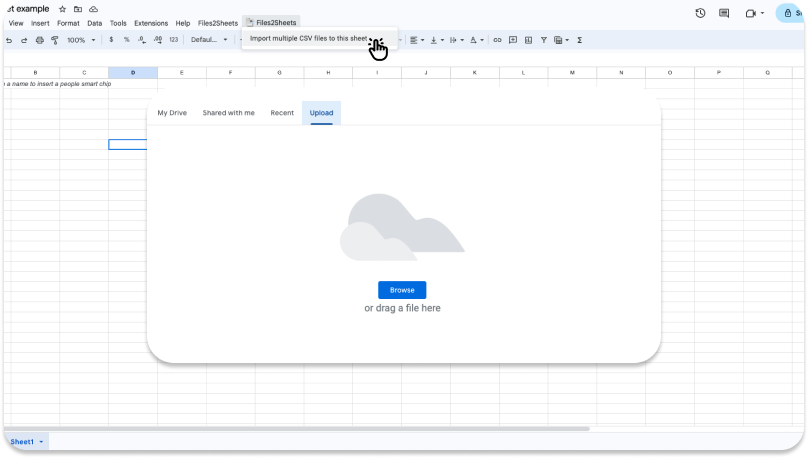 st example
View Insert Format Data Tools Extensions Help Files2Sheets Files2Sheets
100% $ % .0 .00 123 Defaul...
Import multiple CSV files to this sheet
B C D E F G H I J K L M N O P Q
a name to insert a people smart chip
My Drive Shared with me Recent Upload
Browse
or drag a file here
Sheet1